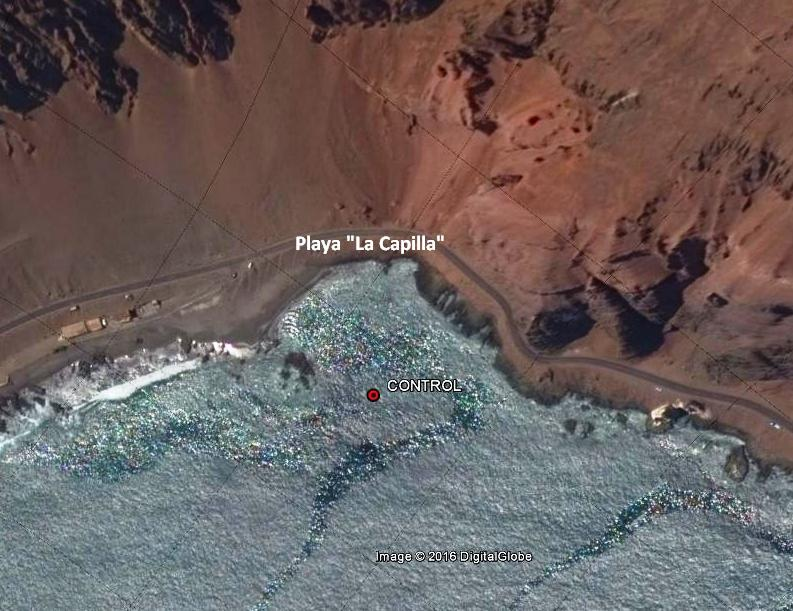 Playa "La Capilla"
CONTROL
Image © 2016 DigitalGlobe